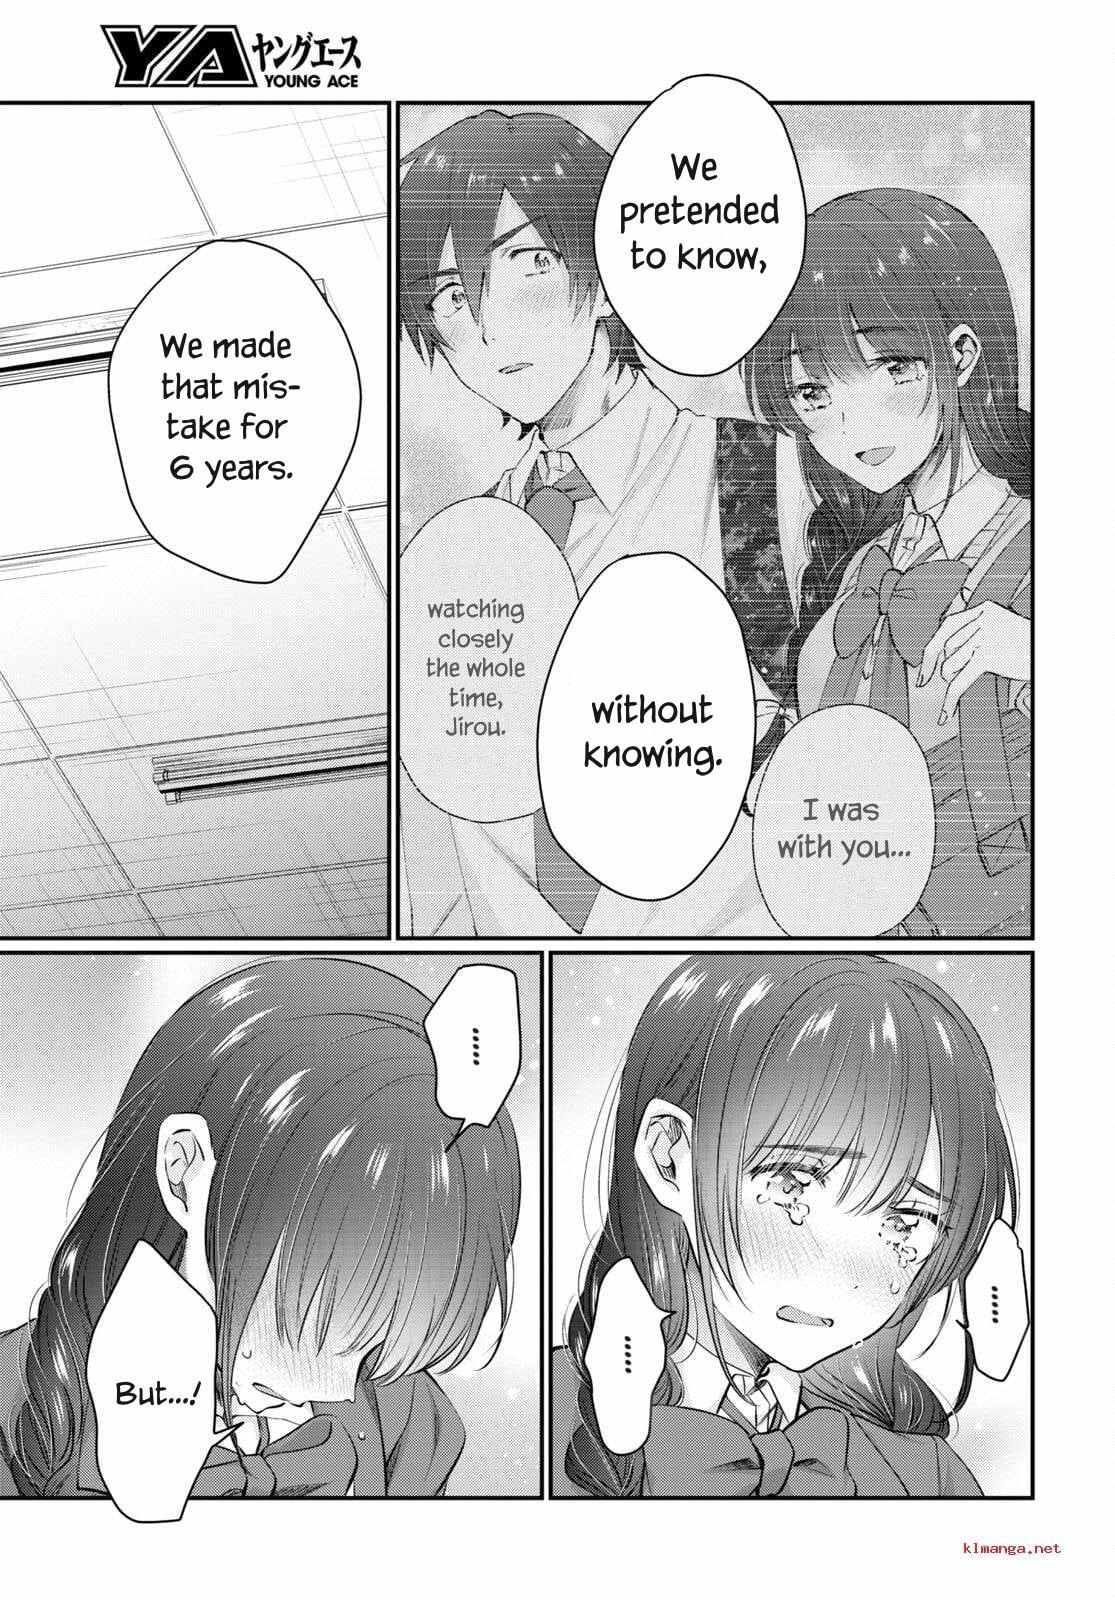 YA ヤングエース
YOUNG ACE
We
pretended
to know,
without
knowing.
I was
with you...
watching
closely
the whole
time,
Jirou.
We made
that mis-
take for
6 years.
......
......
......
But...!
klmanga.net